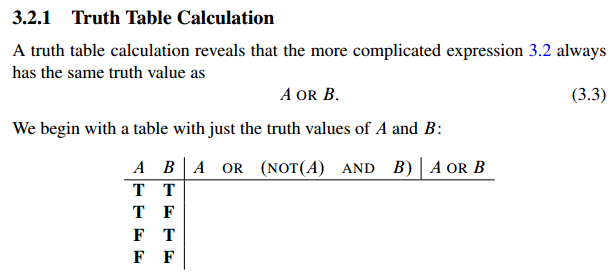 3.2.1 Truth Table Calculation
A truth table calculation reveals that the more complicated expression 3.2 always
has the same truth value as
A OR B. (3.3)
We begin with a table with just the truth values of A and B:
A B A OR (NOT(A) AND B) A OR B
T T
T F
F T
F F